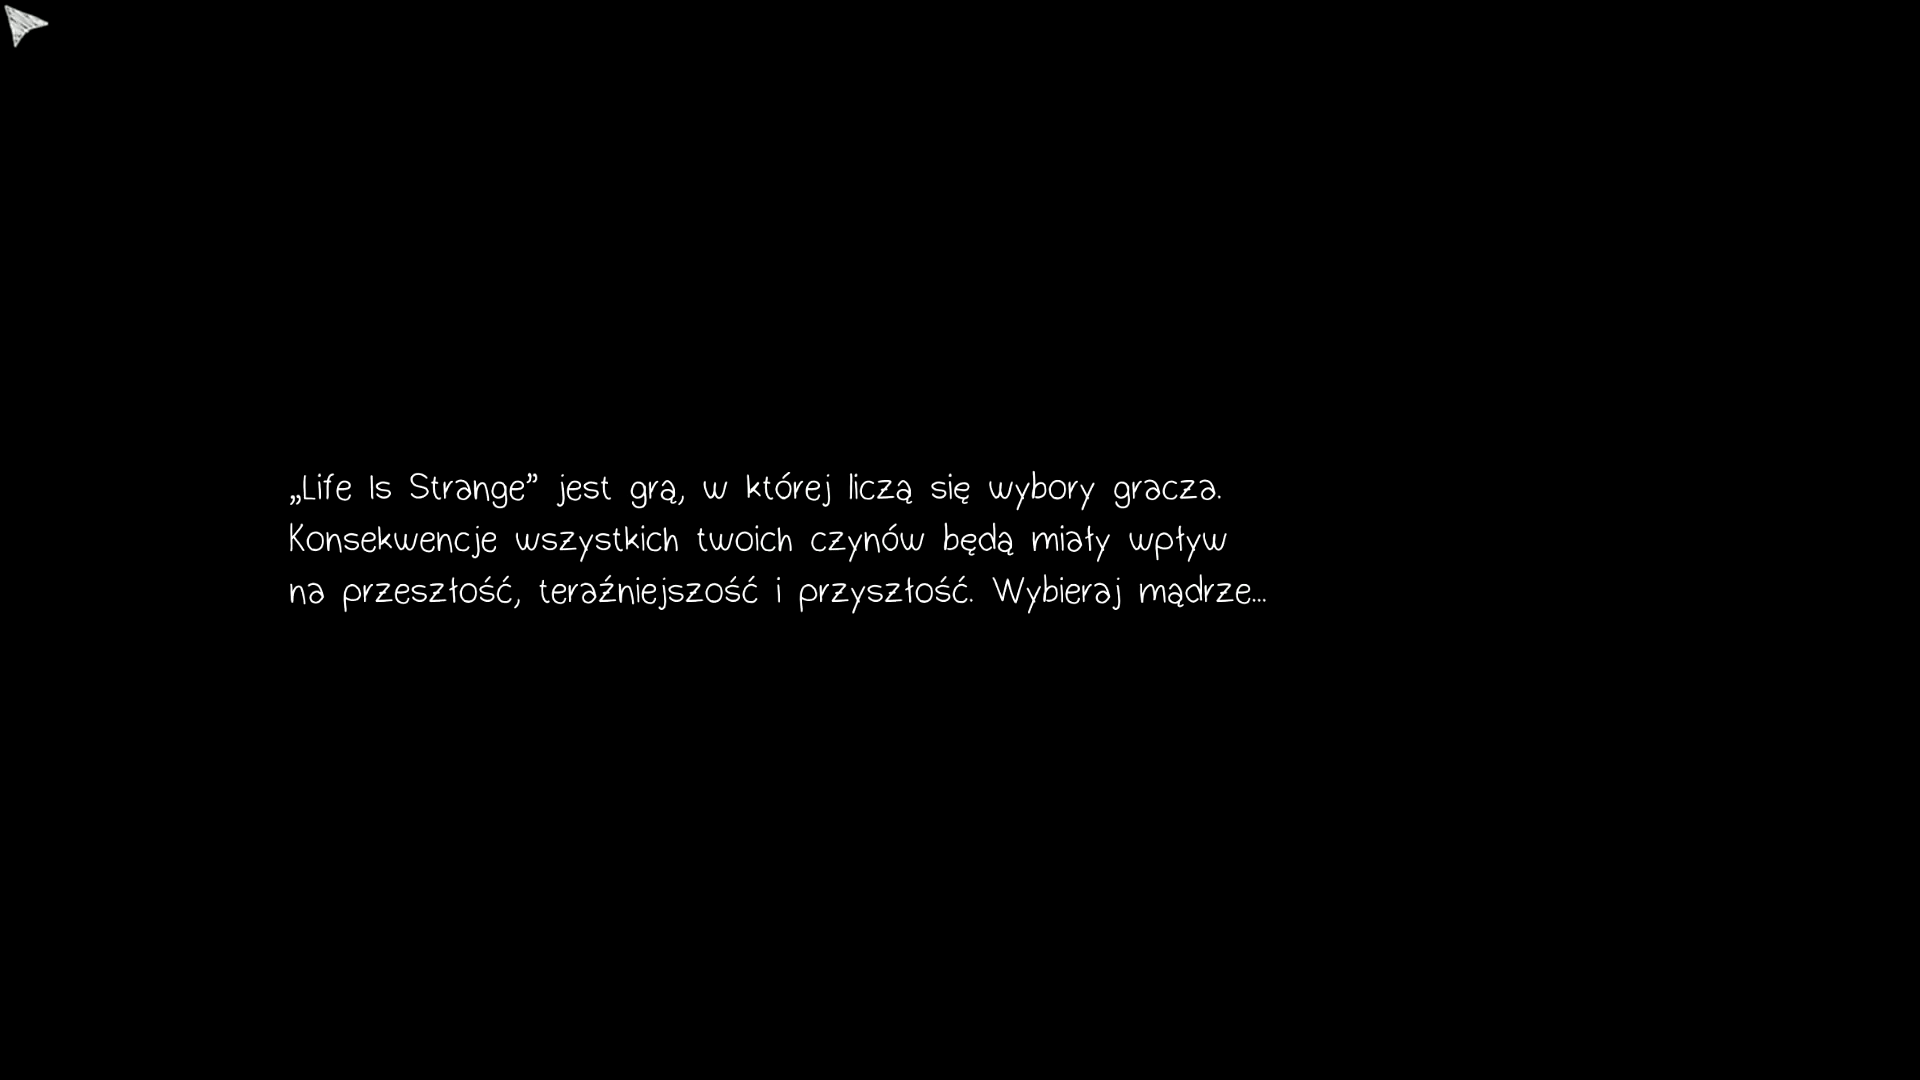 „Life Is Strange” jest grą, w której liczą się wybory gracza.
Konsekwencje wszystkich twoich czynów będą miały wpływ
na przeszłość, teraźniejszość i przyszłość. Wybieraj mądrze...